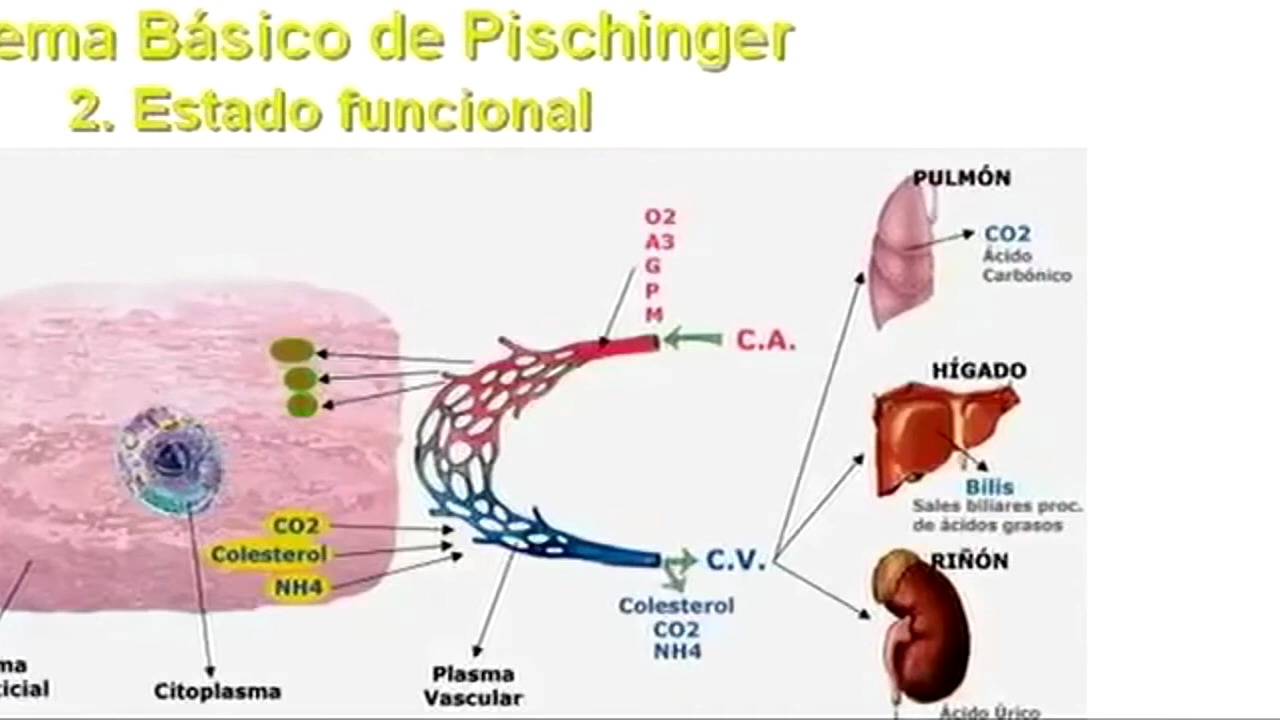 ema Básico de Pischinger
2. Estado funcional
O2
A3
G
P
M
C.A.
PULMÓN
CO2
Ácido
Carbónico
HÍGADO
Bilis
Sales biliares proc.
de ácidos grasos
CO2
Colesterol
NH4
C.V.
RIÑÓN
Colesterol
CO2
NH4
ma
icial
Citoplasma
Plasma
Vascular
Ácido Úrico